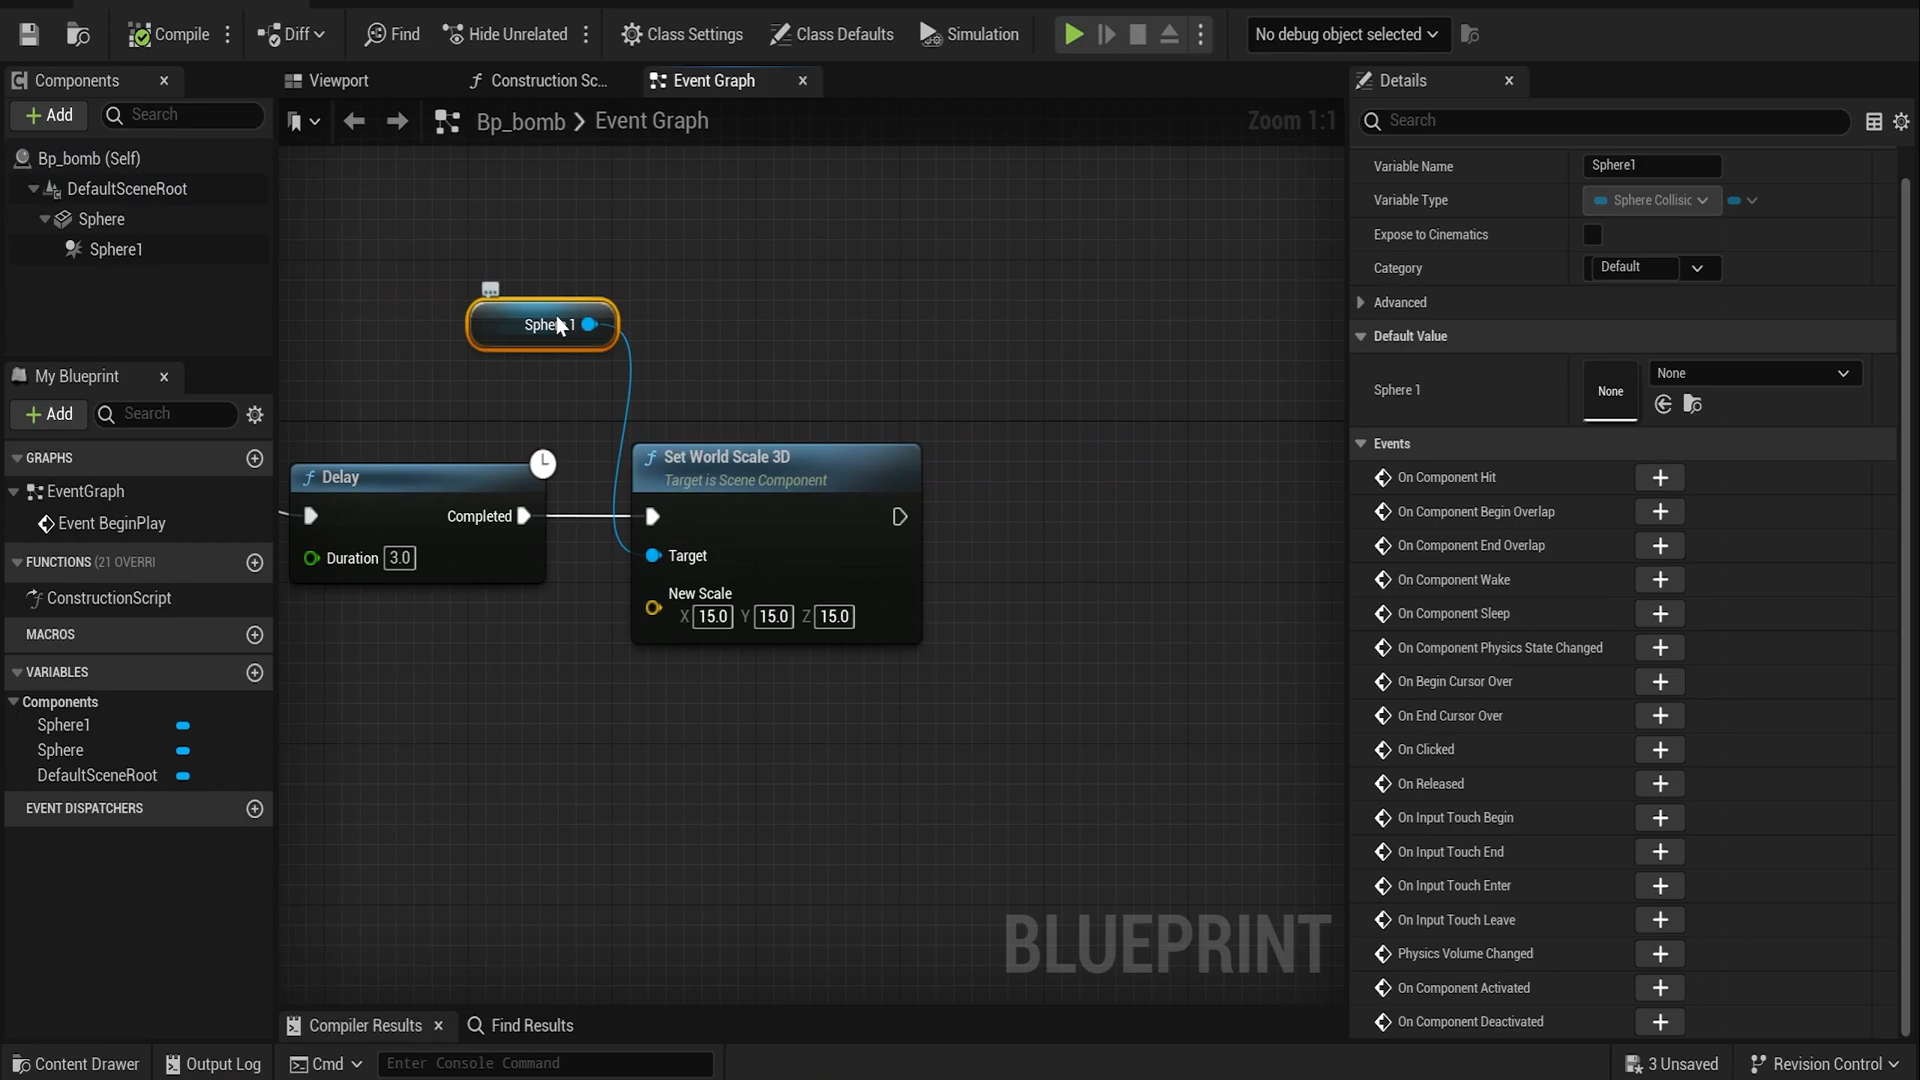 Compile
Diff
Find
Hide Unrelated
Class Settings
Class Defaults
Simulation
No debug object selected
Components
Viewport
Construction Sc...
Event Graph
Details
Add
Search
Bp_bomb
Event Graph
Zoom 1:1
Search
Bp_bomb (Self)
DefaultSceneRoot
Sphere
Sphere1
Variable Name
Sphere1
Variable Type
Sphere Collisic
Expose to Cinematics
Category
Default
Advanced
Default Value
Sphere 1
None
None
Events
On Component Hit
On Component Begin Overlap
On Component End Overlap
On Component Wake
On Component Sleep
On Component Physics State Changed
On Begin Cursor Over
On End Cursor Over
On Clicked
On Released
On Input Touch Begin
On Input Touch End
On Input Touch Enter
On Input Touch Leave
Physics Volume Changed
On Component Activated
On Component Deactivated
My Blueprint
Add
Search
GRAPHS
EventGraph
Event BeginPlay
FUNCTIONS (21 OVERRI
ConstructionScript
MACROS
VARIABLES
Components
Sphere1
Sphere
DefaultSceneRoot
EVENT DISPATCHERS
Delay
Completed
Duration 3.0
Set World Scale 3D
Target is Scene Component
Target
New Scale
X 15.0 Y 15.0 Z 15.0
BLUEPRINT
Compiler Results
Find Results
Content Drawer
Output Log
Cmd
Enter Console Command
3 Unsaved
Revision Control